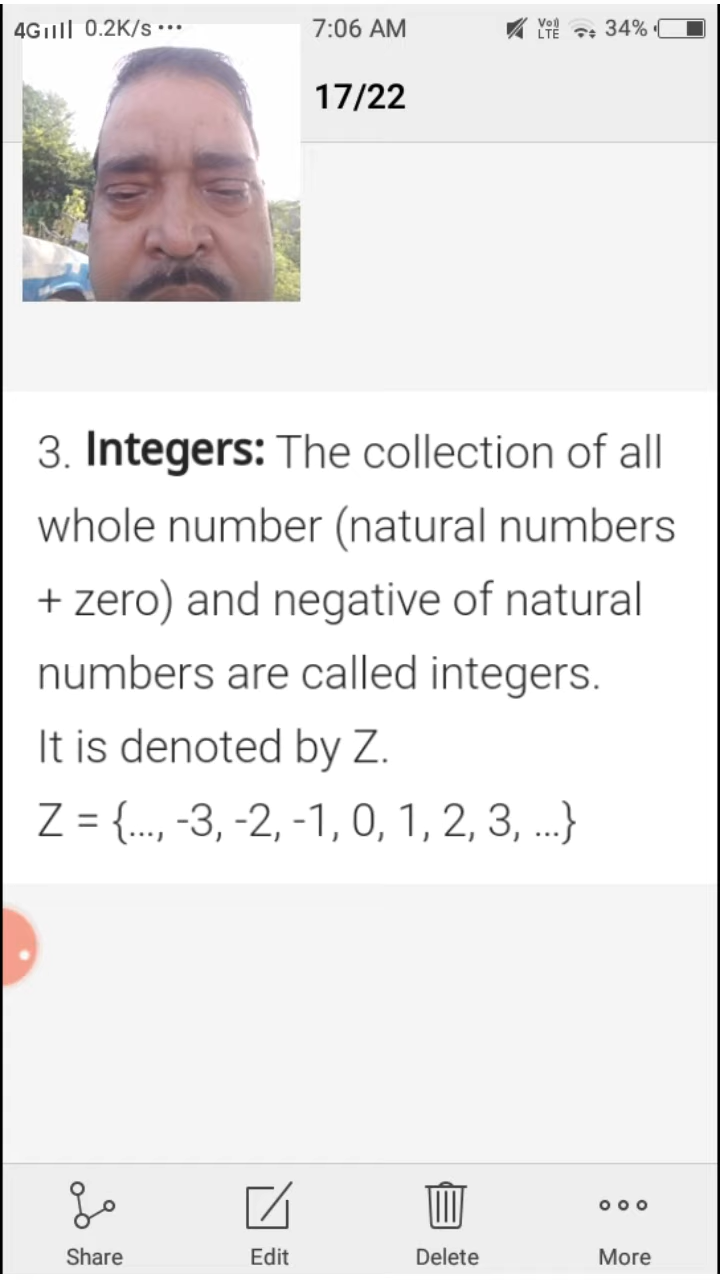 4G 0.2K/s ... 7:06 AM Vo)) LTE 34%
17/22
3. Integers: The collection of all
whole number (natural numbers
+ zero) and negative of natural
numbers are called integers.
It is denoted by Z.
Z = {..., -3, -2, -1, 0, 1, 2, 3, ...}
Share Edit Delete More